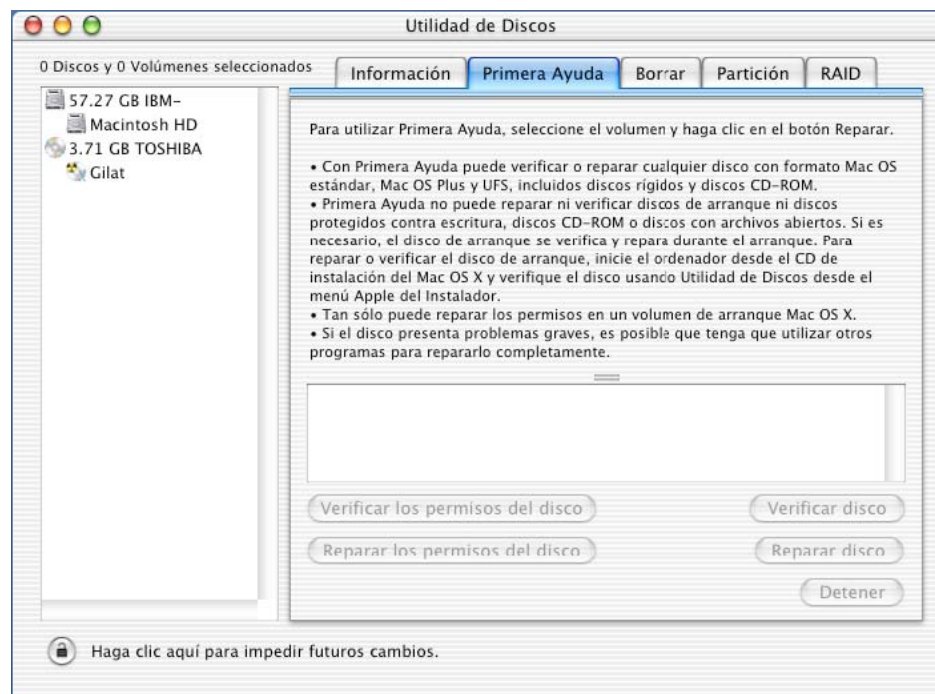 Utilidad de Discos
0 Discos y 0 Volúmenes seleccionados
57.27 GB IBM-
Macintosh HD
3.71 GB TOSHIBA
Gilat
Información
Primera Ayuda
Borrar
Partición
RAID
Para utilizar Primera Ayuda, seleccione el volumen y haga clic en el botón Reparar.
• Con Primera Ayuda puede verificar o reparar cualquier disco con formato Mac OS
estándar, Mac OS Plus y UFS, incluidos discos rígidos y discos CD-ROM.
• Primera Ayuda no puede reparar ni verificar discos de arranque ni discos
protegidos contra escritura, discos CD-ROM o discos con archivos abiertos. Si es
necesario, el disco de arranque se verifica y repara durante el arranque. Para
reparar o verificar el disco de arranque, inicie el ordenador desde el CD de
instalación del Mac OS X y verifique el disco usando Utilidad de Discos desde el
menú Apple del Instalador.
• Tan sólo puede reparar los permisos en un volumen de arranque Mac OS X.
• Si el disco presenta problemas graves, es posible que tenga que utilizar otros
programas para repararlo completamente.
Verificar los permisos del disco
Verificar disco
Reparar los permisos del disco
Reparar disco
Detener
Haga clic aquí para impedir futuros cambios.